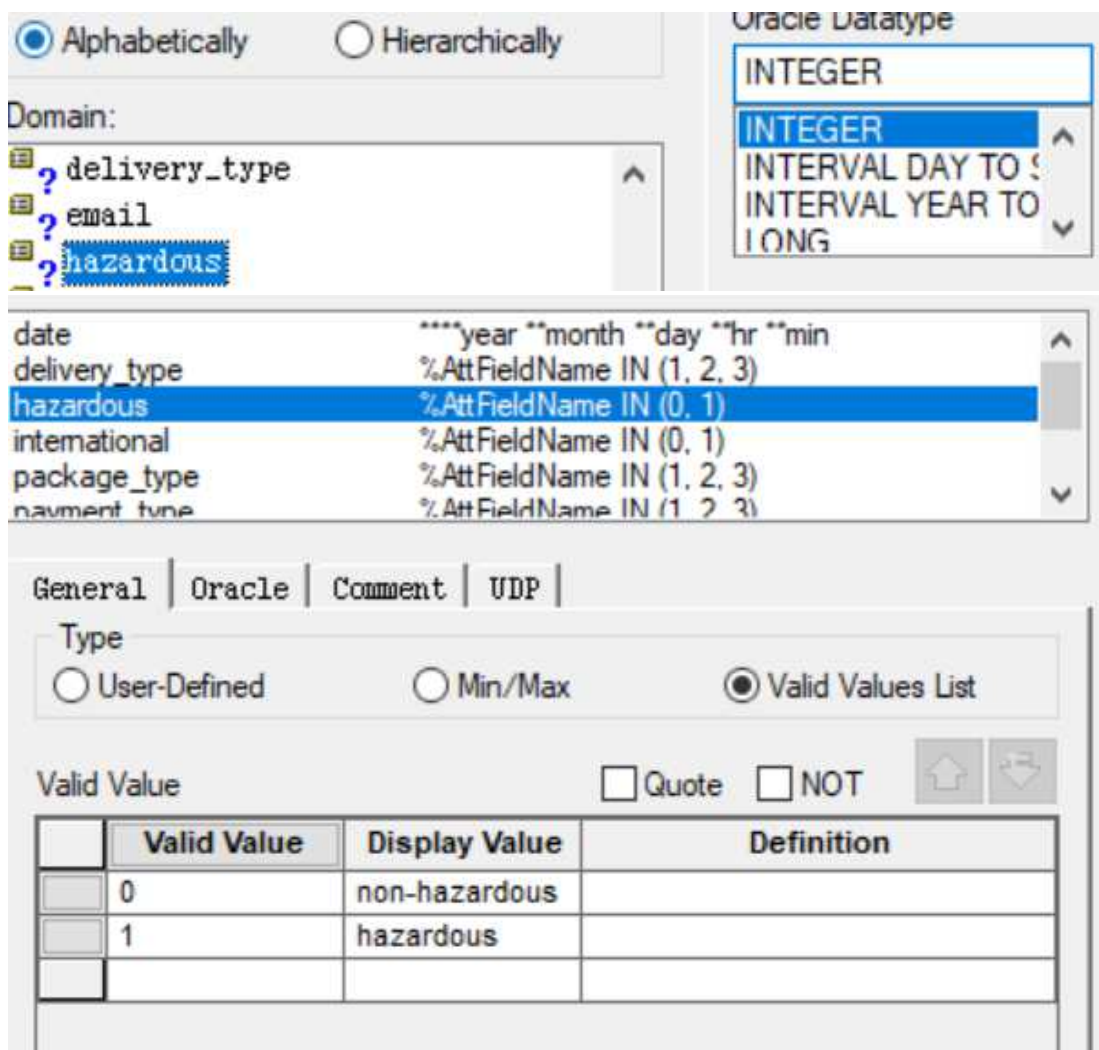 Alphabetically Hierarchically
Oracle Datatype
INTEGER
Domain:
INTEGER
delivery_type
INTERVAL DAY TO S
email
INTERVAL YEAR TO
hazardous
LONG
date ****year **month **day **hr **min
delivery_type %AttFieldName IN (1, 2, 3)
hazardous %AttFieldName IN (0, 1)
international %AttFieldName IN (0, 1)
package_type %AttFieldName IN (1, 2, 3)
payment_type %AttFieldName IN (1, 2, 3)
General Oracle Comment UDP
Type
User-Defined Min/Max Valid Values List
Valid Value Quote NOT
Valid Value Display Value Definition
0 non-hazardous
1 hazardous